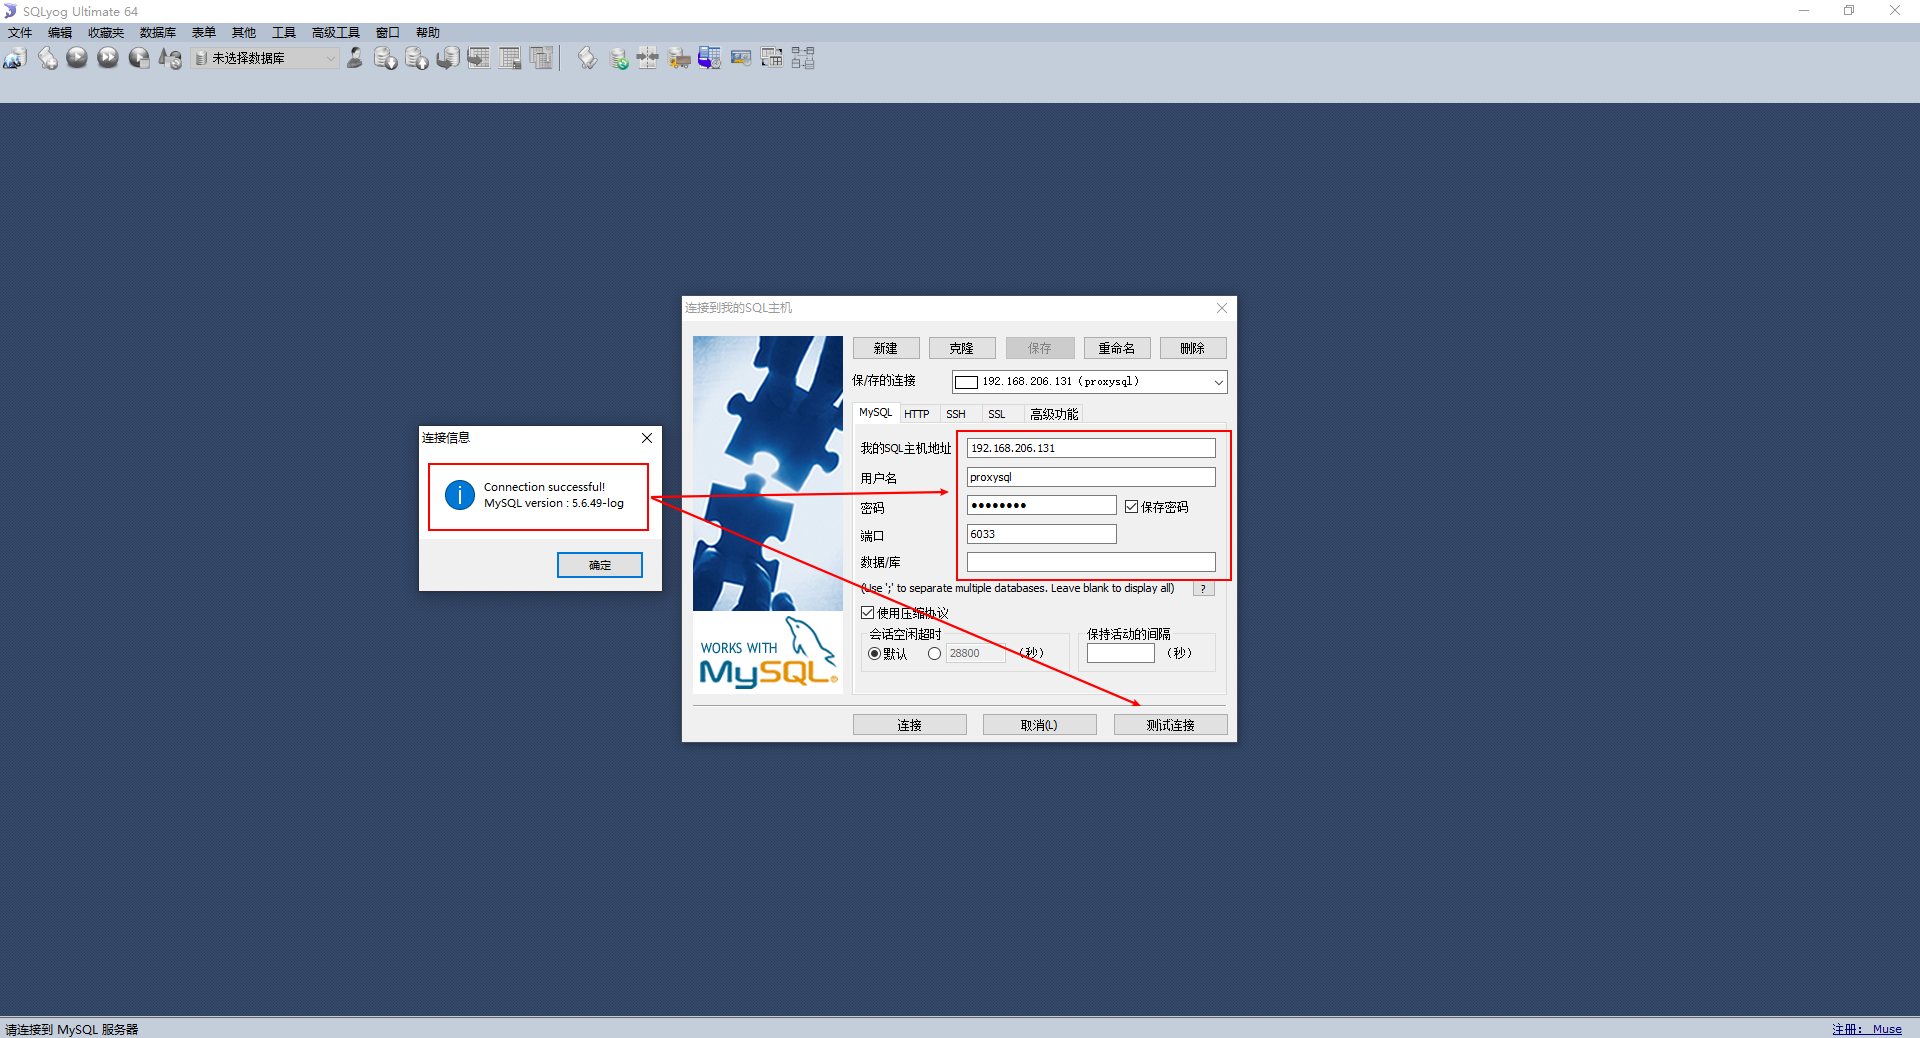 SQLyog Ultimate 64
文件 编辑 收藏夹 数据库 表单 其他 工具 高级工具 窗口 帮助
未选择数据库
连接到我的SQL主机
新建 克隆 保存 重命名 删除
保/存的连接 192.168.206.131 (proxysql)
MySQL HTTP SSH SSL 高级功能
我的SQL主机地址 192.168.206.131
用户名 proxysql
密码 ●●●●●●●● 保存密码
端口 6033
数据/库
(Use ';' to separate multiple databases. Leave blank to display all) ?
使用压缩协议
会话空闲超时 保持活动的间隔
默认 28800 (秒) (秒)
WORKS WITH
MySQL®
连接 取消(L) 测试连接
连接信息
Connection successful!
MySQL version : 5.6.49-log
确定
请连接到 MySQL 服务器 注册: Muse